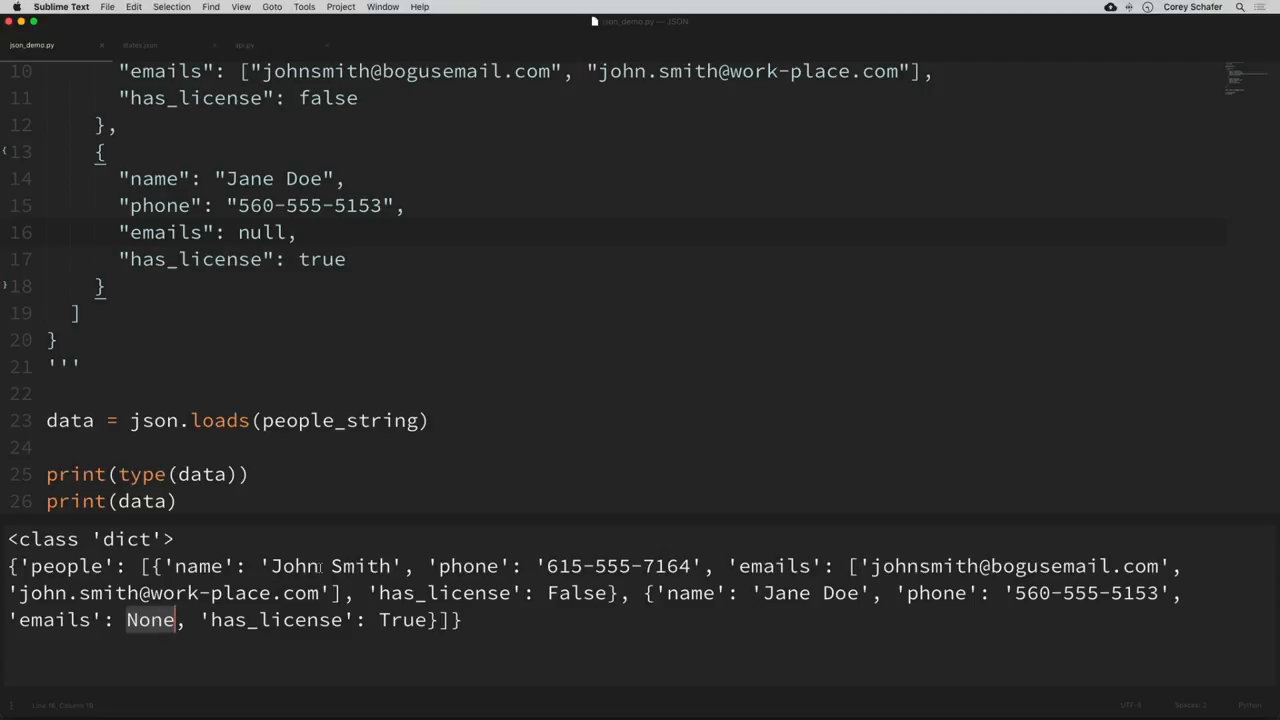 Sublime Text File Edit Selection Find View Goto Tools Project Window Help Corey Schafer
json_demo.py — JSON
json_demo.py states.json api.py
10 "emails": ["johnsmith@bogusemail.com", "john.smith@work-place.com"],
11 "has_license": false
12 },
13 {
14 "name": "Jane Doe",
15 "phone": "560-555-5153",
16 "emails": null,
17 "has_license": true
18 }
19 ]
20 }
21 '''
22
23 data = json.loads(people_string)
24
25 print(type(data))
26 print(data)
<class 'dict'>
{'people': [{'name': 'John Smith', 'phone': '615-555-7164', 'emails': ['johnsmith@bogusemail.com',
'john.smith@work-place.com'], 'has_license': False}, {'name': 'Jane Doe', 'phone': '560-555-5153',
'emails': None, 'has_license': True}]}
Line 16, Column 19 UTF-8 Spaces: 2 Python